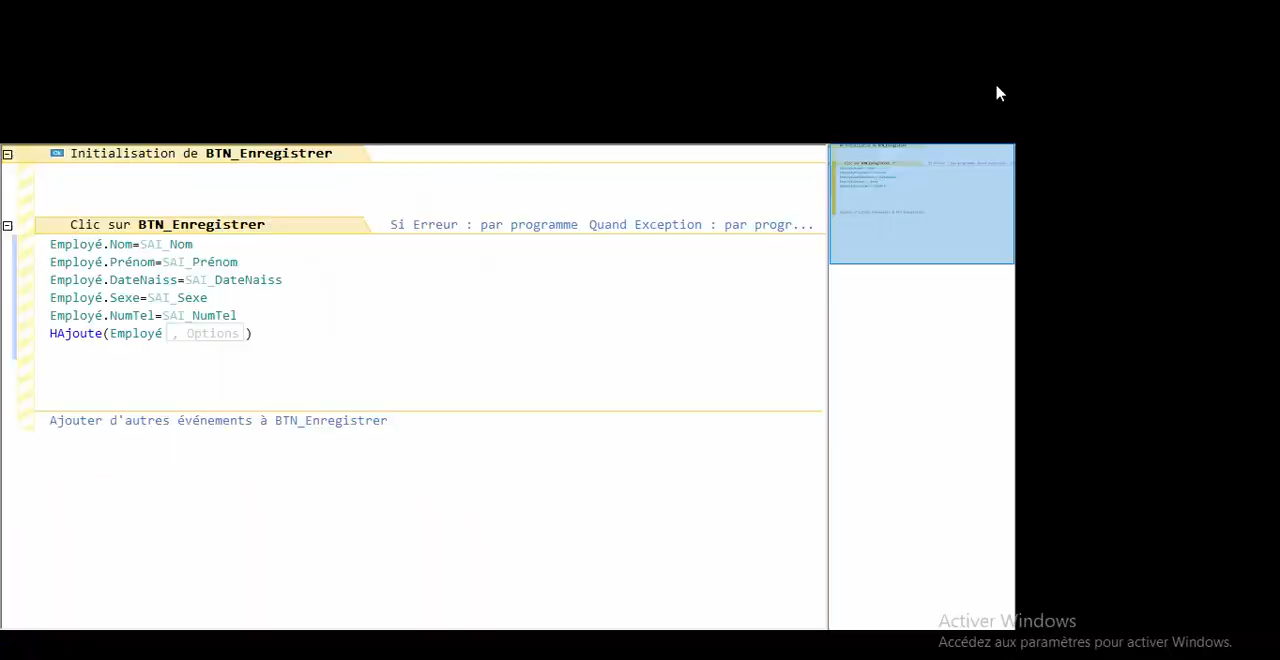 Initialisation de BTN_Enregistrer
Clic sur BTN_Enregistrer Si Erreur : par programme Quand Exception : par progr...
Employé.Nom=SAI_Nom
Employé.Prénom=SAI_Prénom
Employé.DateNaiss=SAI_DateNaiss
Employé.Sexe=SAI_Sexe
Employé.NumTel=SAI_NumTel
HAjoute(Employé , Options )
Ajouter d'autres événements à BTN_Enregistrer
Activer Windows
Accédez aux paramètres pour activer Windows.